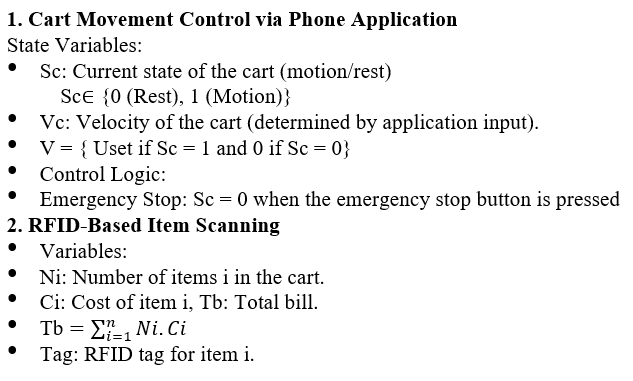 1. Cart Movement Control via Phone Application
State Variables:
• Sc: Current state of the cart (motion/rest)
Sc∈ {0 (Rest), 1 (Motion)}
• Vc: Velocity of the cart (determined by application input).
• V = { Uset if Sc = 1 and 0 if Sc = 0}
• Control Logic:
• Emergency Stop: Sc = 0 when the emergency stop button is pressed
2. RFID-Based Item Scanning
• Variables:
• Ni: Number of items i in the cart.
• Ci: Cost of item i, Tb: Total bill.
• Tb = ∑ⁿᵢ₌₁ Ni. Ci
• Tag: RFID tag for item i.